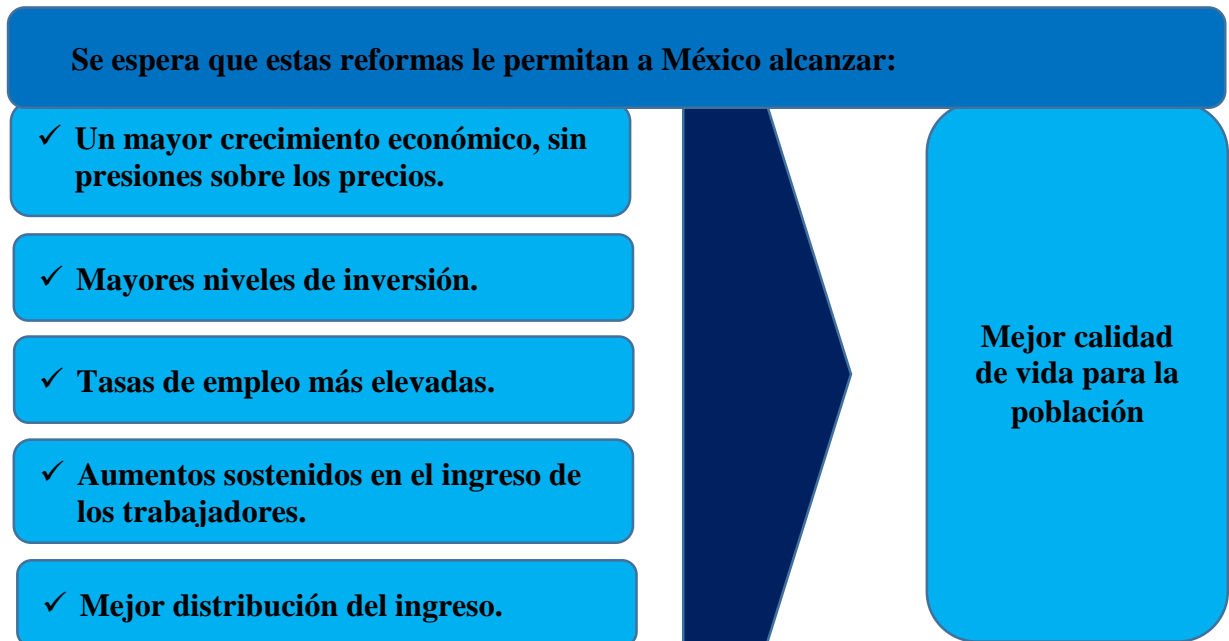 Se espera que estas reformas le permitan a México alcanzar:
✓ Un mayor crecimiento económico, sin
presiones sobre los precios.
✓ Mayores niveles de inversión.
✓ Tasas de empleo más elevadas.
✓ Aumentos sostenidos en el ingreso de
los trabajadores.
✓ Mejor distribución del ingreso.
Mejor calidad
de vida para la
población